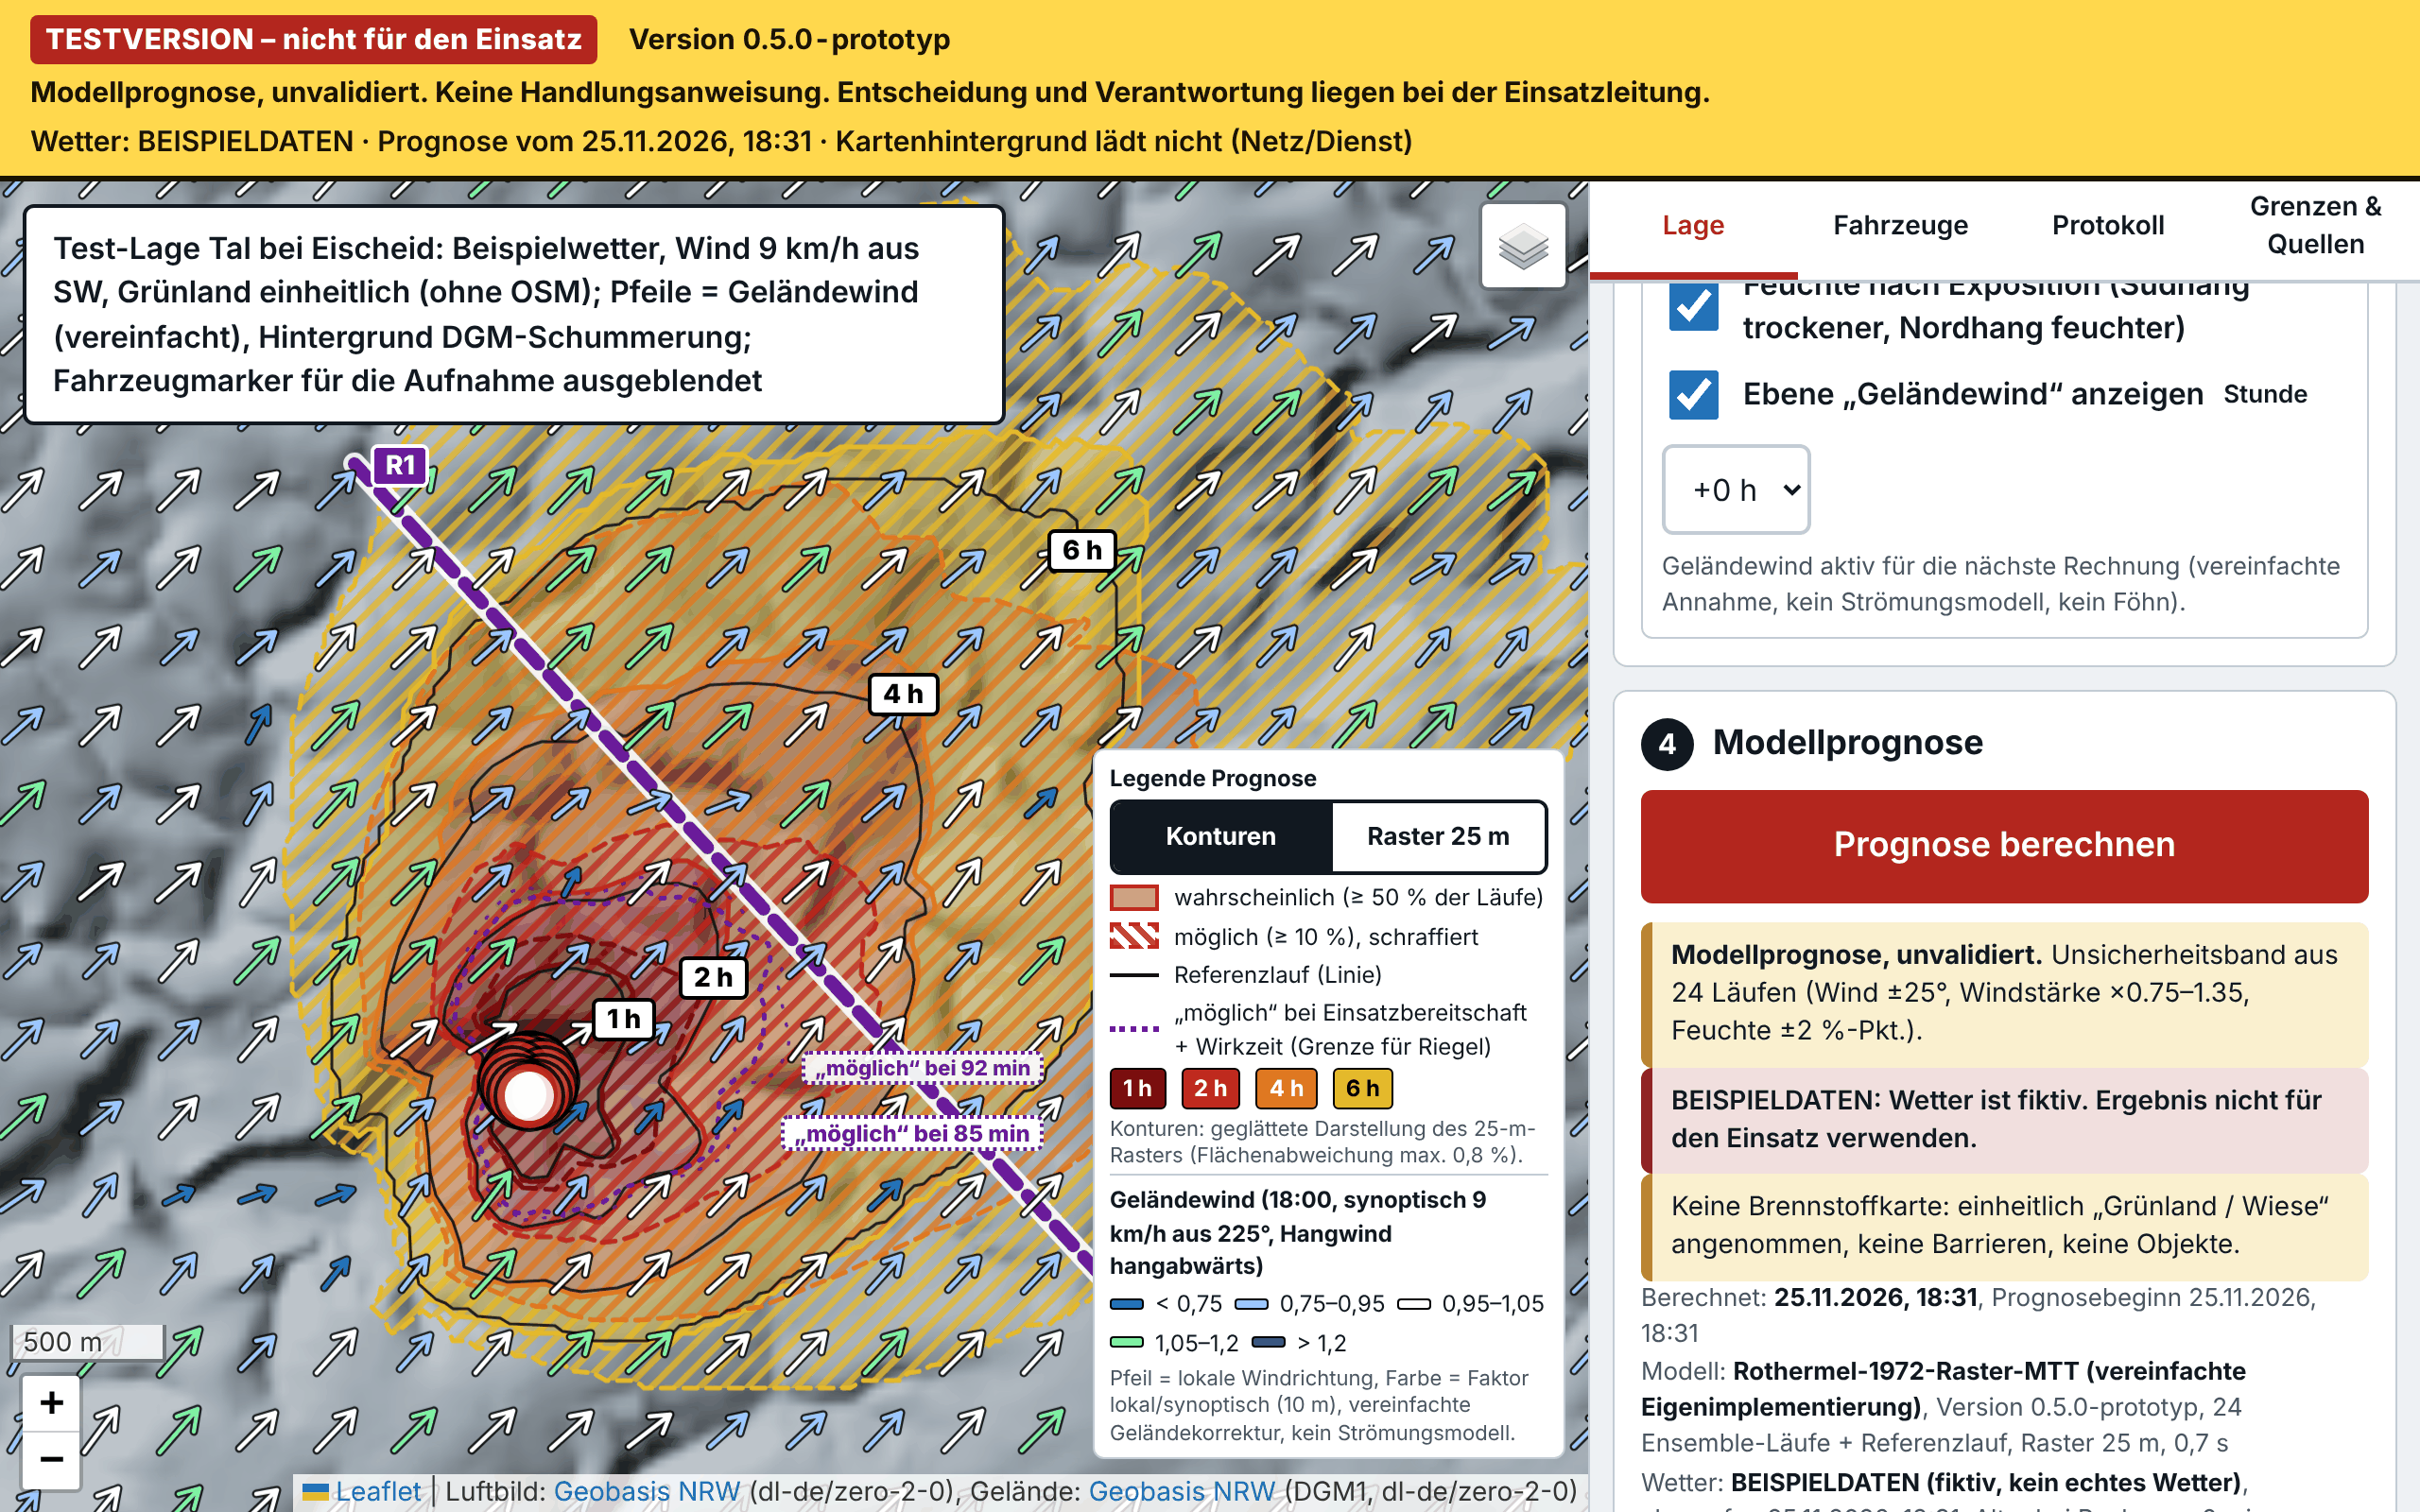 TESTVERSION – nicht für den Einsatz Version 0.5.0-prototyp
Modellprognose, unvalidiert. Keine Handlungsanweisung. Entscheidung und Verantwortung liegen bei der Einsatzleitung.
Wetter: BEISPIELDATEN · Prognose vom 25.11.2026, 18:31 · Kartenhintergrund lädt nicht (Netz/Dienst)
Test-Lage Tal bei Eischeid: Beispielwetter, Wind 9 km/h aus
SW, Grünland einheitlich (ohne OSM); Pfeile = Geländewind
(vereinfacht), Hintergrund DGM-Schummerung;
Fahrzeugmarker für die Aufnahme ausgeblendet
R1
6 h
4 h
2 h
1 h
„möglich“ bei 92 min
„möglich“ bei 85 min
500 m
+
−
Legende Prognose
Konturen Raster 25 m
wahrscheinlich (≥ 50 % der Läufe)
möglich (≥ 10 %), schraffiert
Referenzlauf (Linie)
„möglich“ bei Einsatzbereitschaft
+ Wirkzeit (Grenze für Riegel)
1 h 2 h 4 h 6 h
Konturen: geglättete Darstellung des 25-m-
Rasters (Flächenabweichung max. 0,8 %).
Geländewind (18:00, synoptisch 9
km/h aus 225°, Hangwind
hangabwärts)
< 0,75 0,75–0,95 0,95–1,05
1,05–1,2 > 1,2
Pfeil = lokale Windrichtung, Farbe = Faktor
lokal/synoptisch (10 m), vereinfachte
Geländekorrektur, kein Strömungsmodell.
Leaflet | Luftbild: Geobasis NRW (dl-de/zero-2-0), Gelände: Geobasis NRW (DGM1, dl-de/zero-2-0)
Lage Fahrzeuge Protokoll Grenzen &
Quellen
Feuchte nach Exposition (Südhang
trockener, Nordhang feuchter)
Ebene „Geländewind“ anzeigen Stunde
+0 h
Geländewind aktiv für die nächste Rechnung (vereinfachte
Annahme, kein Strömungsmodell, kein Föhn).
4 Modellprognose
Prognose berechnen
Modellprognose, unvalidiert. Unsicherheitsband aus
24 Läufen (Wind ±25°, Windstärke ×0.75–1.35,
Feuchte ±2 %-Pkt.).
BEISPIELDATEN: Wetter ist fiktiv. Ergebnis nicht für
den Einsatz verwenden.
Keine Brennstoffkarte: einheitlich „Grünland / Wiese“
angenommen, keine Barrieren, keine Objekte.
Berechnet: 25.11.2026, 18:31, Prognosebeginn 25.11.2026,
18:31
Modell: Rothermel-1972-Raster-MTT (vereinfachte
Eigenimplementierung), Version 0.5.0-prototyp, 24
Ensemble-Läufe + Referenzlauf, Raster 25 m, 0,7 s
Wetter: BEISPIELDATEN (fiktiv, kein echtes Wetter),